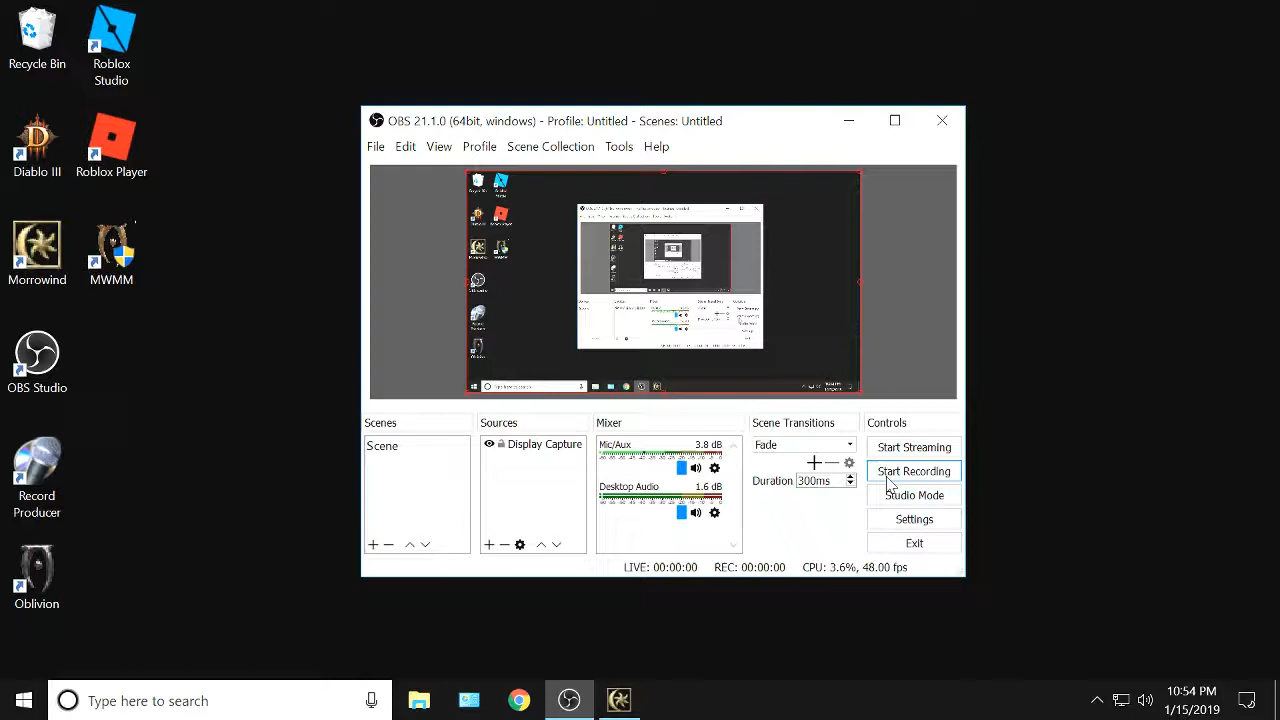 Recycle Bin
Roblox
Studio
Diablo III
Roblox Player
Morrowind
MWMM
OBS Studio
Record
Producer
Oblivion
OBS 21.1.0 (64bit, windows) - Profile: Untitled - Scenes: Untitled
File Edit View Profile Scene Collection Tools Help
Scenes
Scene
Sources
Display Capture
Mixer
Mic/Aux 3.8 dB
Desktop Audio 1.6 dB
Scene Transitions
Fade
Duration 300ms
Controls
Start Streaming
Start Recording
Studio Mode
Settings
Exit
LIVE: 00:00:00 REC: 00:00:00 CPU: 3.6%, 48.00 fps
Type here to search
0:54 PM
1/15/2019